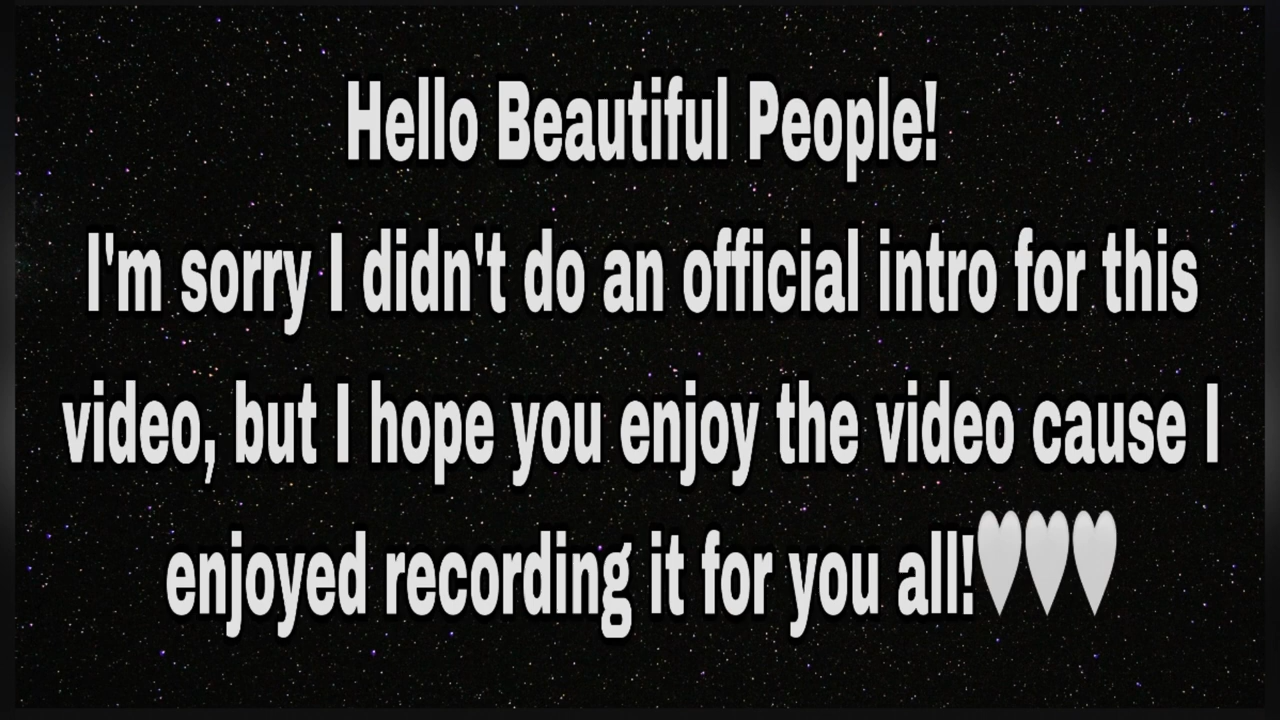 Hello Beautiful People!
I'm sorry I didn't do an official intro for this
video, but I hope you enjoy the video cause I
enjoyed recording it for you all!🤍🤍🤍